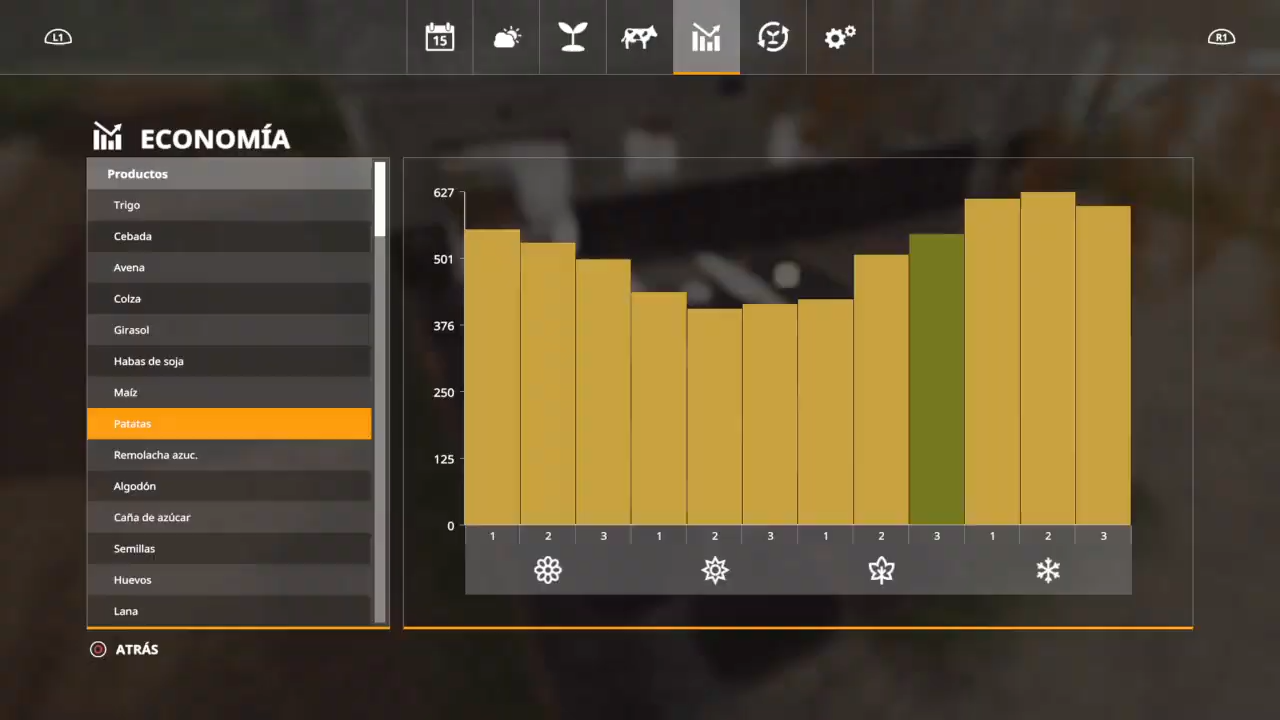 L1
15
R1
ECONOMÍA
Productos
Trigo
Cebada
Avena
Colza
Girasol
Habas de soja
Maíz
Patatas
Remolacha azuc.
Algodón
Caña de azúcar
Semillas
Huevos
Lana
627
501
376
250
125
0
1 2 3 1 2 3 1 2 3 1 2 3
ATRÁS